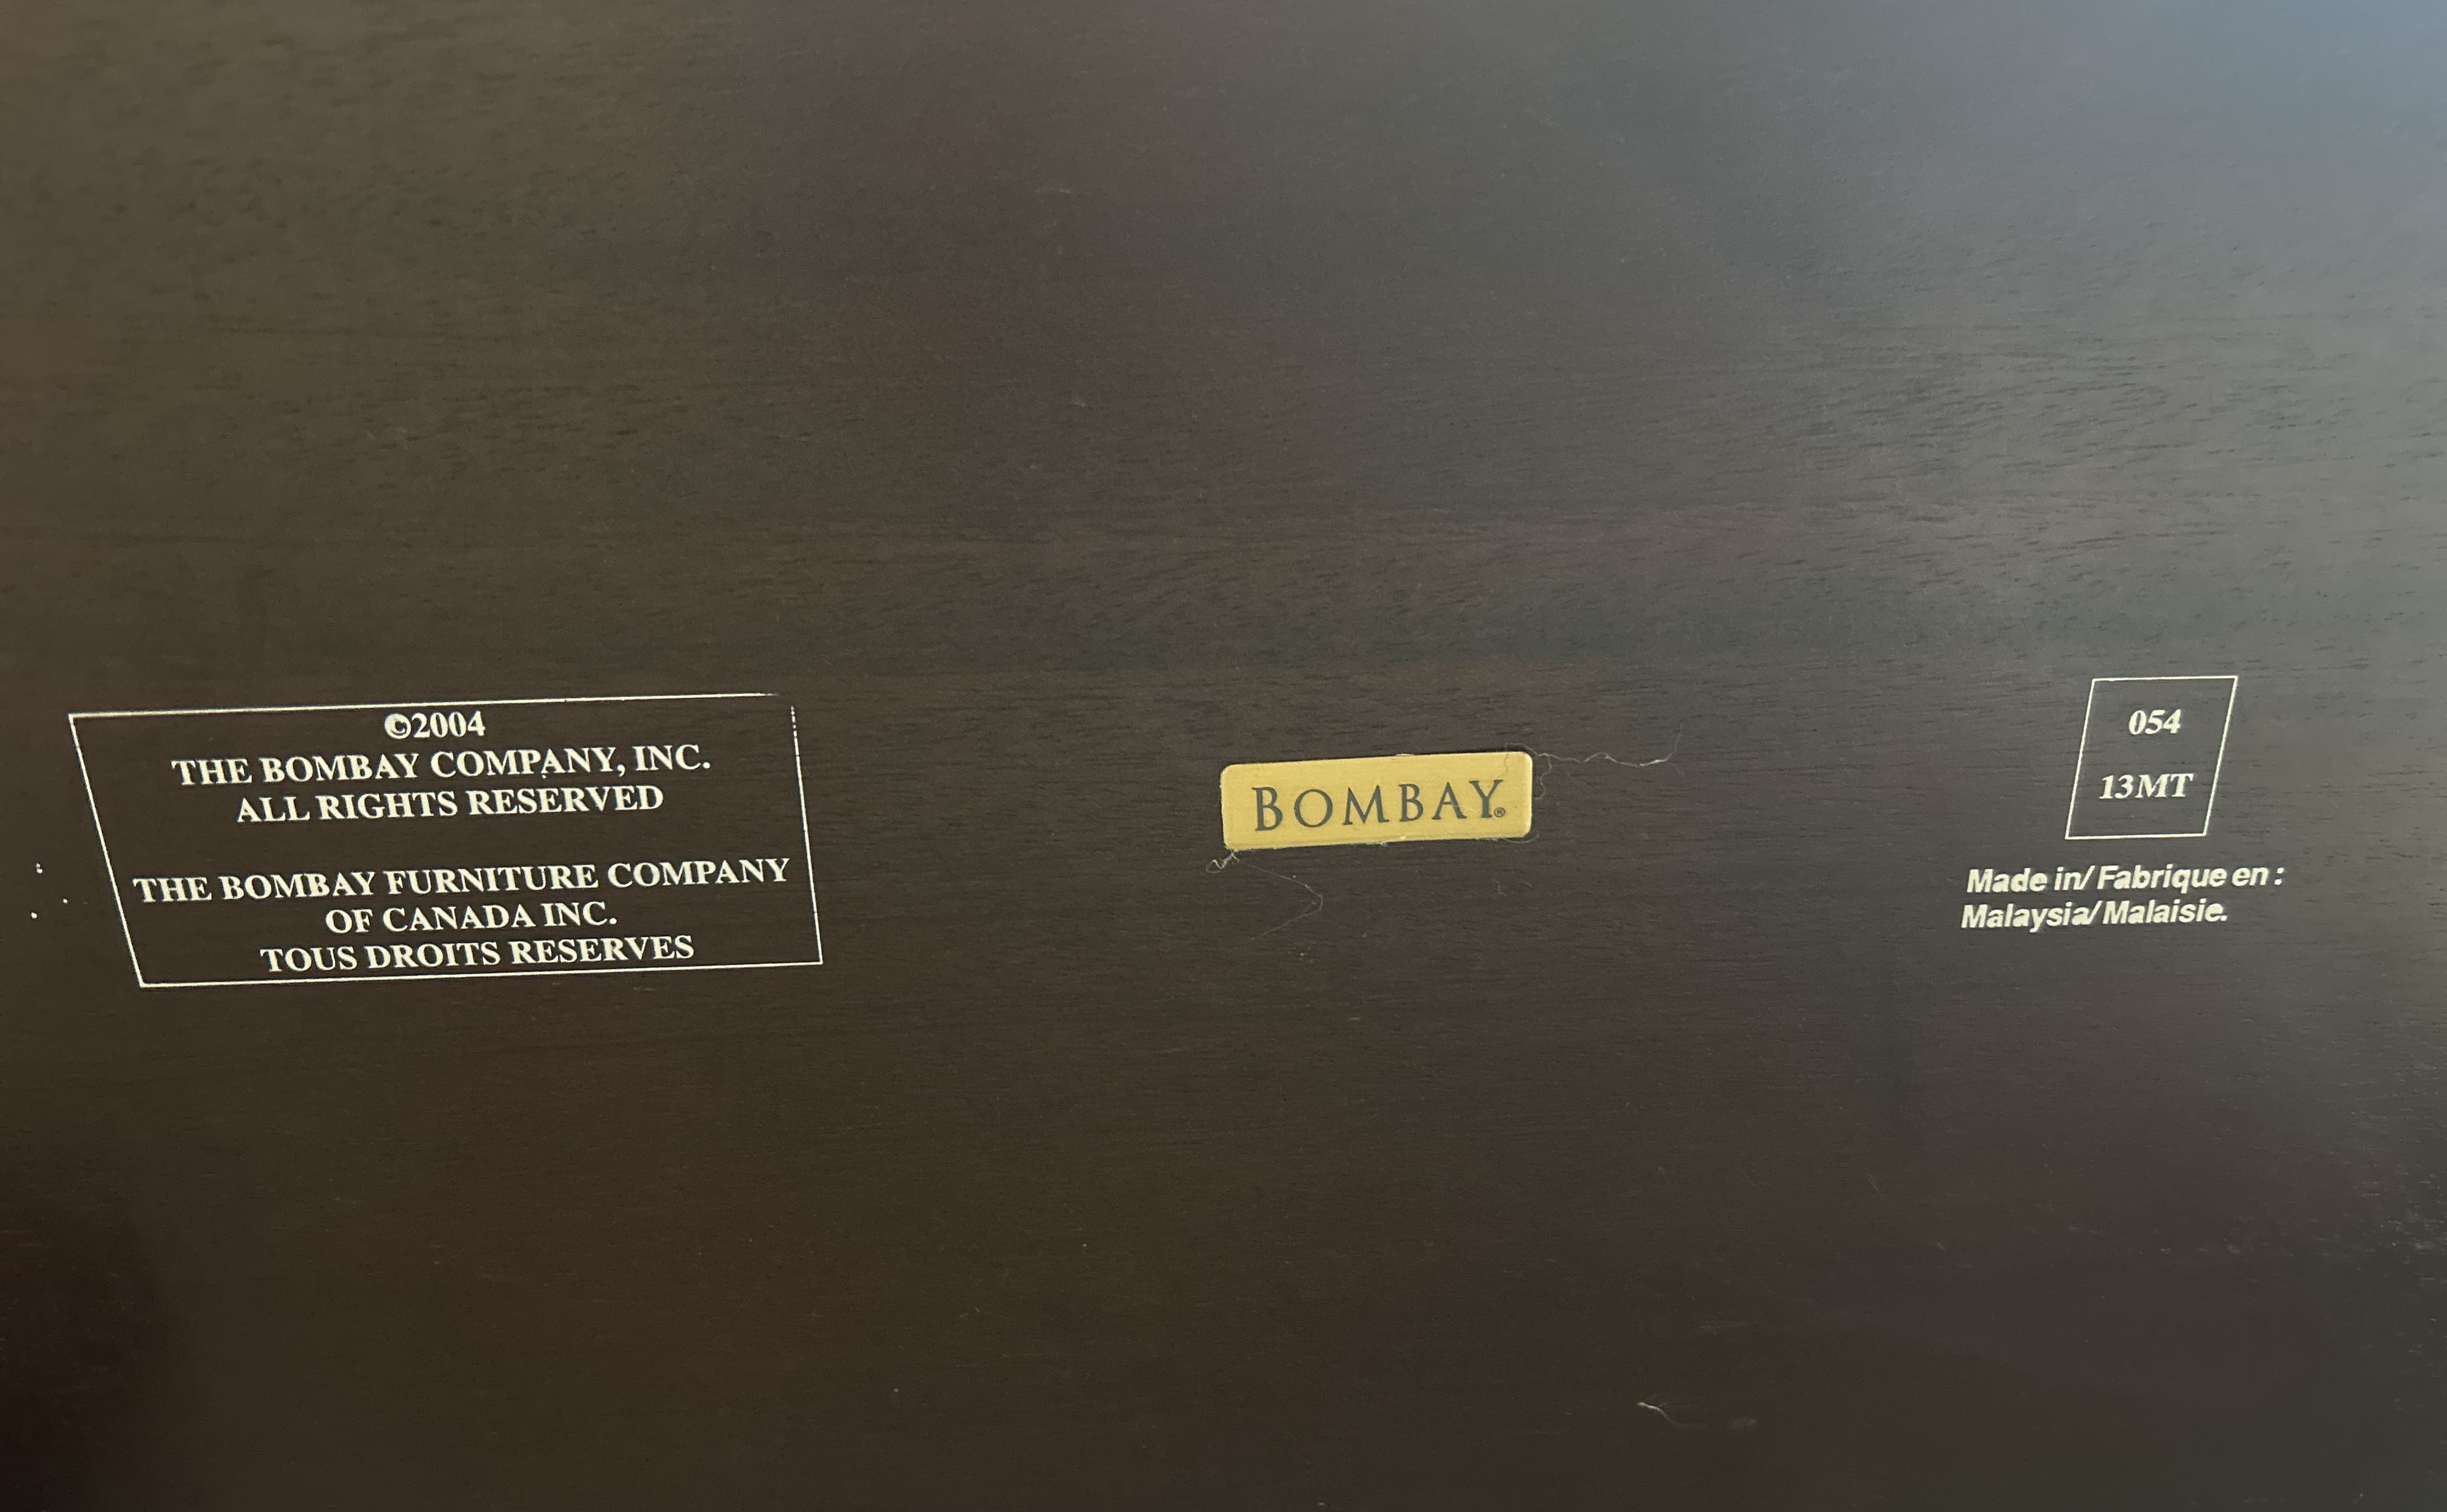 ©2004
THE BOMBAY COMPANY, INC.
ALL RIGHTS RESERVED
THE BOMBAY FURNITURE COMPANY
OF CANADA INC.
TOUS DROITS RESERVES
BOMBAY®
054
13MT
Made in/Fabrique en:
Malaysia/Malaisie.